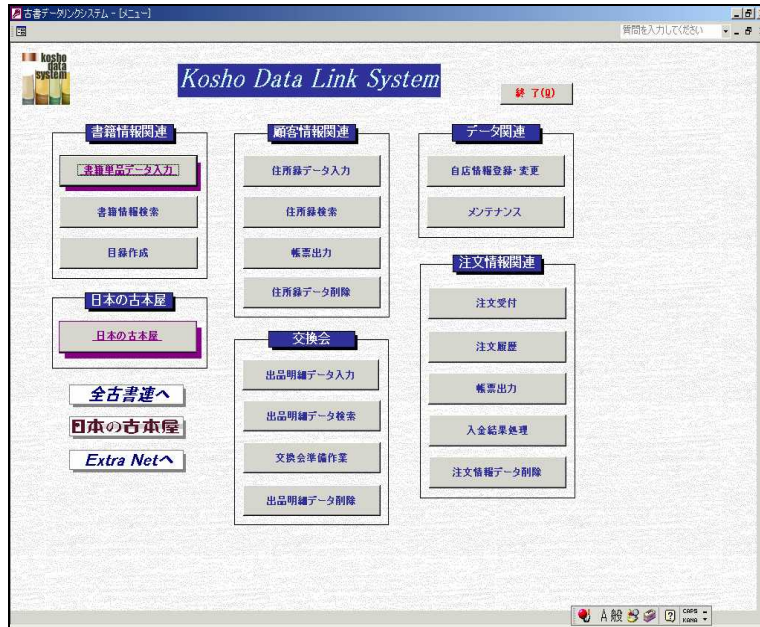 古書データリンクシステム - [メニュー]
質問を入力してください
kosho
data
system
Kosho Data Link System
終 了(Q)
書籍情報関連
書籍単品データ入力
書籍情報検索
目録作成
日本の古本屋
日本の古本屋
全古書連へ
日本の古本屋
Extra Netへ
顧客情報関連
住所録データ入力
住所録検索
帳票出力
住所録データ削除
交換会
出品明細データ入力
出品明細データ検索
交換会準備作業
出品明細データ削除
データ関連
自店情報登録・変更
メンテナンス
注文情報関連
注文受付
注文履歴
帳票出力
入金結果処理
注文情報データ削除
A 般
CAPS
KANA